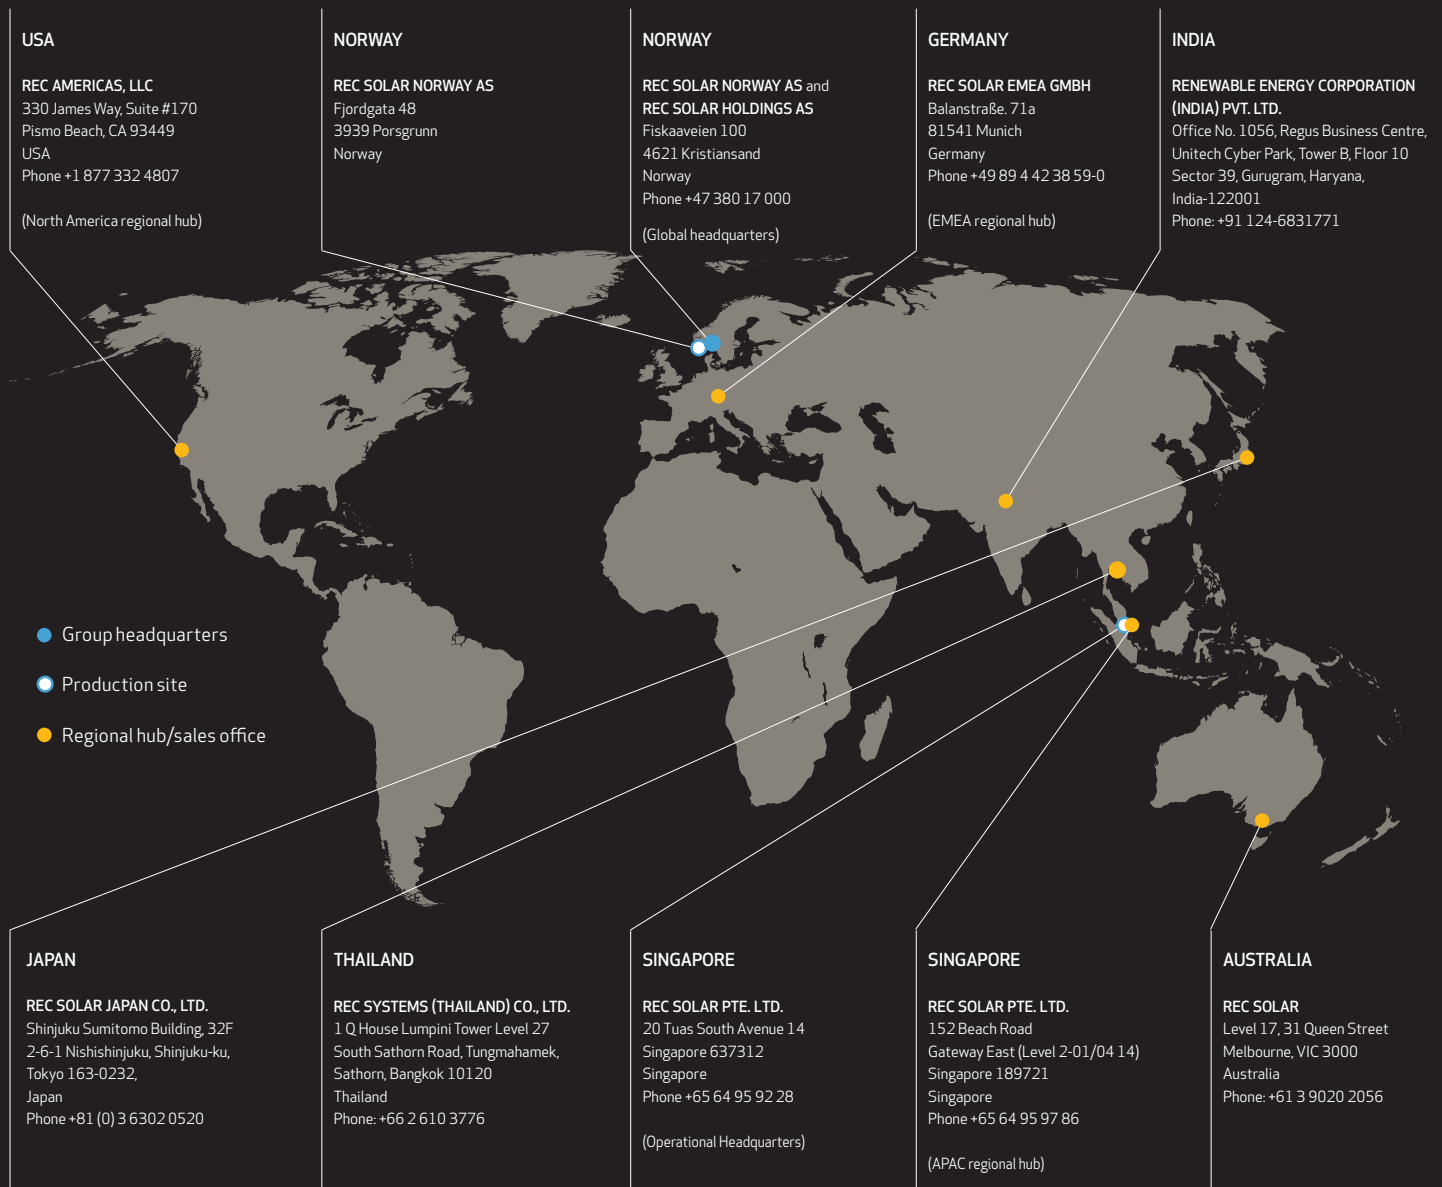 USA
REC AMERICAS, LLC
330 James Way, Suite #170
Pismo Beach, CA 93449
USA
Phone +1 877 332 4807
(North America regional hub)
NORWAY
REC SOLAR NORWAY AS
Fjordgata 48
3939 Porsgrunn
Norway
NORWAY
REC SOLAR NORWAY AS and
REC SOLAR HOLDINGS AS
Fiskaaveien 100
4621 Kristiansand
Norway
Phone +47 380 17 000
(Global headquarters)
GERMANY
REC SOLAR EMEA GMBH
Balanstraße. 71a
81541 Munich
Germany
Phone +49 89 4 42 38 59-0
(EMEA regional hub)
INDIA
RENEWABLE ENERGY CORPORATION
(INDIA) PVT. LTD.
Office No. 1056, Regus Business Centre,
Unitech Cyber Park, Tower B, Floor 10
Sector 39, Gurugram, Haryana,
India-122001
Phone: +91 124-6831771
Group headquarters
Production site
Regional hub/sales office
JAPAN
REC SOLAR JAPAN CO., LTD.
Shinjuku Sumitomo Building, 32F
2-6-1 Nishishinjuku, Shinjuku-ku,
Tokyo 163-0232,
Japan
Phone +81 (0) 3 6302 0520
THAILAND
REC SYSTEMS (THAILAND) CO., LTD.
1 Q House Lumpini Tower Level 27
South Sathorn Road, Tungmahamek,
Sathorn, Bangkok 10120
Thailand
Phone: +66 2 610 3776
SINGAPORE
REC SOLAR PTE. LTD.
20 Tuas South Avenue 14
Singapore 637312
Singapore
Phone +65 64 95 92 28
(Operational Headquarters)
SINGAPORE
REC SOLAR PTE. LTD.
152 Beach Road
Gateway East (Level 2-01/04 14)
Singapore 189721
Singapore
Phone +65 64 95 97 86
(APAC regional hub)
AUSTRALIA
REC SOLAR
Level 17, 31 Queen Street
Melbourne, VIC 3000
Australia
Phone: +61 3 9020 2056